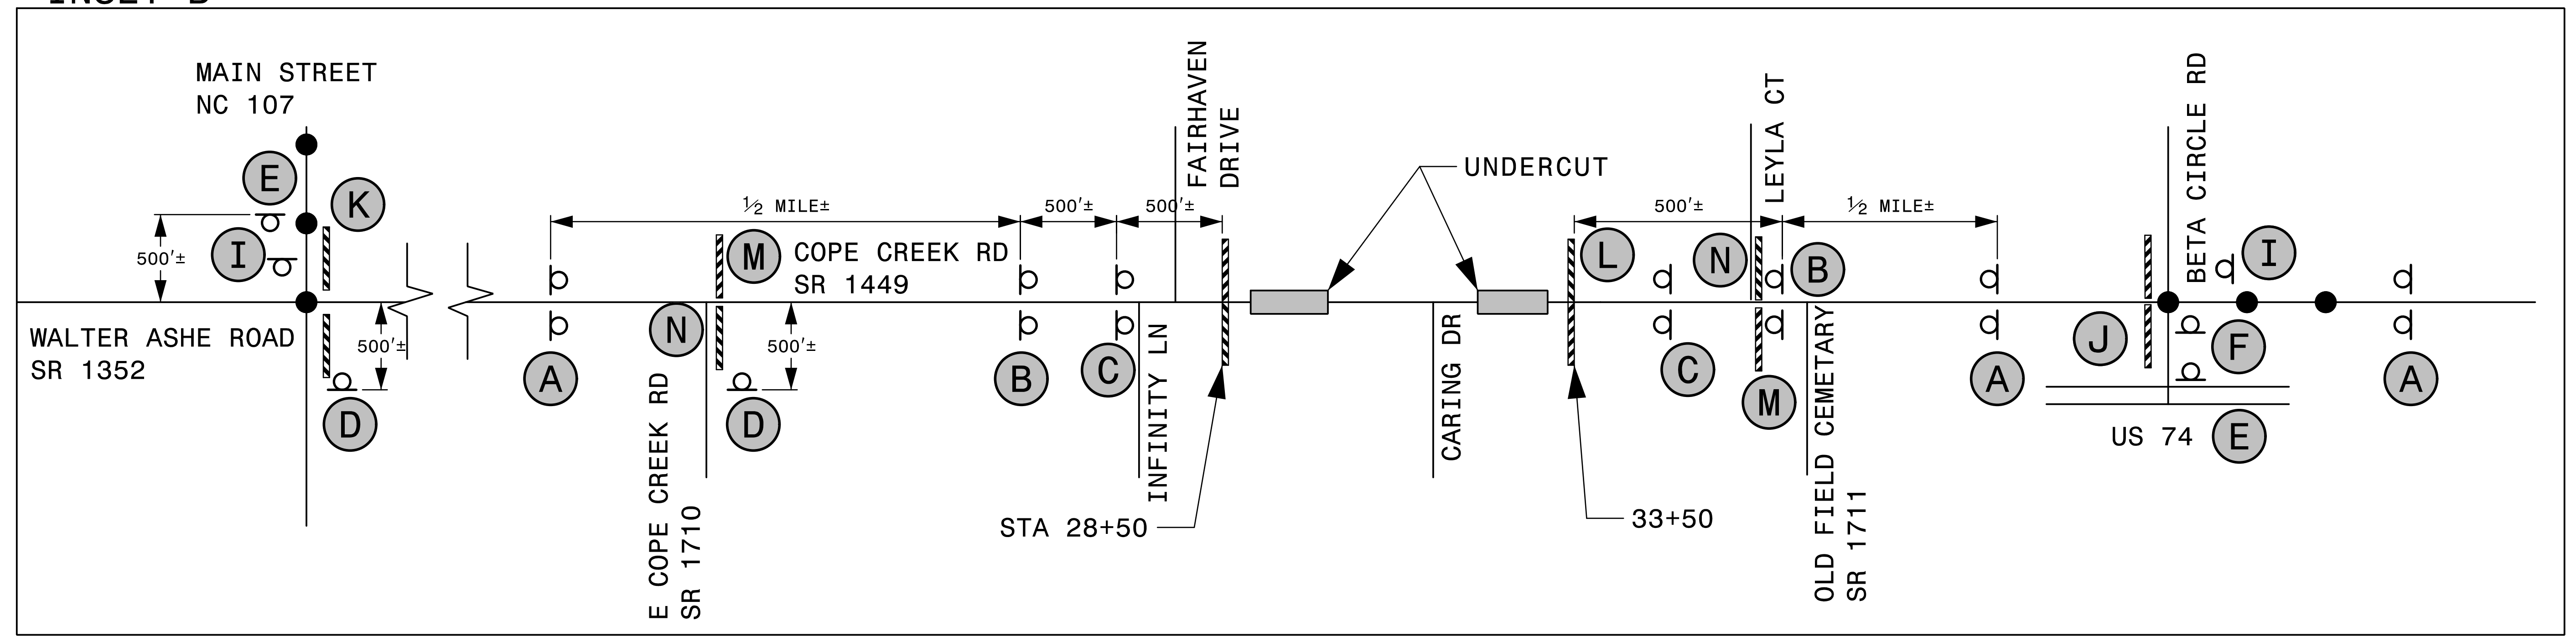 MAIN STREET
NC 107
E
K
I
500'±
WALTER ASHE ROAD
SR 1352
500'±
D
½ MILE±
500'±
500'±
A
M
COPE CREEK RD
SR 1449
N
500'±
D
E COPE CREEK RD
SR 1710
B
C
INFINITY LN
FAIRHAVEN
DRIVE
STA 28+50
UNDERCUT
CARING DR
L
33+50
500'±
½ MILE±
C
N
LEYLA CT
B
M
OLD FIELD CEMETARY
SR 1711
A
BETA CIRCLE RD
I
J
F
US 74
E
A